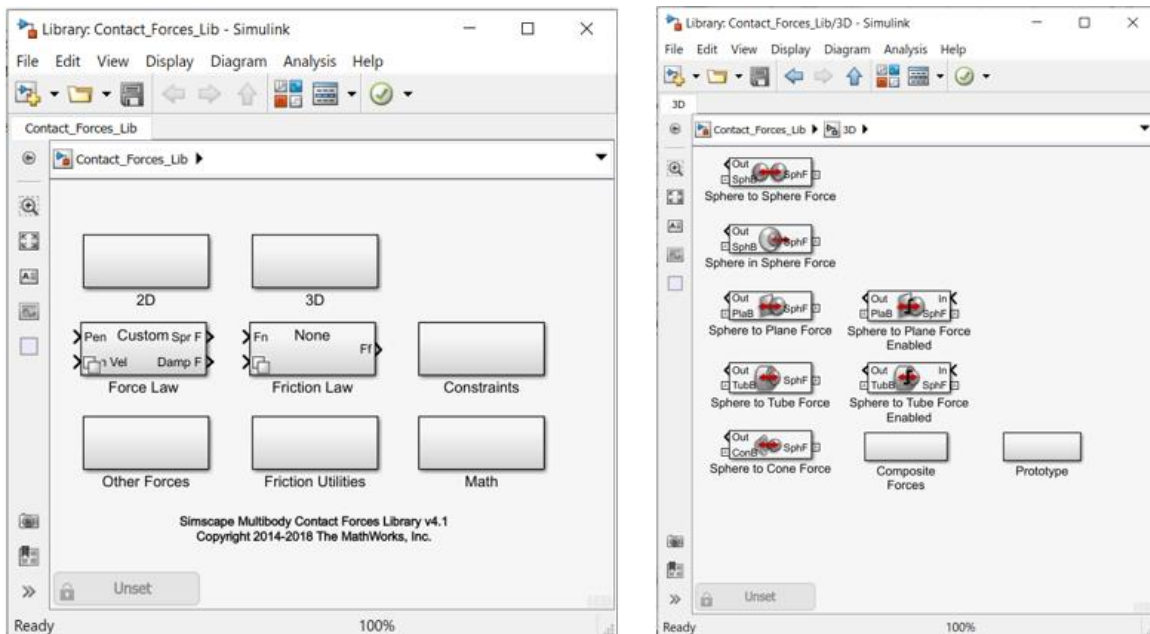 Library: Contact_Forces_Lib - Simulink
File Edit View Display Diagram Analysis Help
Contact_Forces_Lib
Contact_Forces_Lib
2D
3D
Pen Custom Spr F
Vel Damp F
Force Law
Fn None
Ff
Friction Law
Constraints
Other Forces
Friction Utilities
Math
Simscape Multibody Contact Forces Library v4.1
Copyright 2014-2018 The MathWorks, Inc.
Unset
Ready 100%
Library: Contact_Forces_Lib/3D - Simulink
File Edit View Display Diagram Analysis Help
3D
Contact_Forces_Lib 3D
Out
SphB SphF
Sphere to Sphere Force
Out
SphB SphF
Sphere in Sphere Force
Out
PlaB SphF
Sphere to Plane Force
Out In
PlaB SphF
Sphere to Plane Force
Enabled
Out
TubB SphF
Sphere to Tube Force
Out In
TubB SphF
Sphere to Tube Force
Enabled
Out
ConB SphF
Sphere to Cone Force
Composite
Forces
Prototype
Unset
Ready 100%